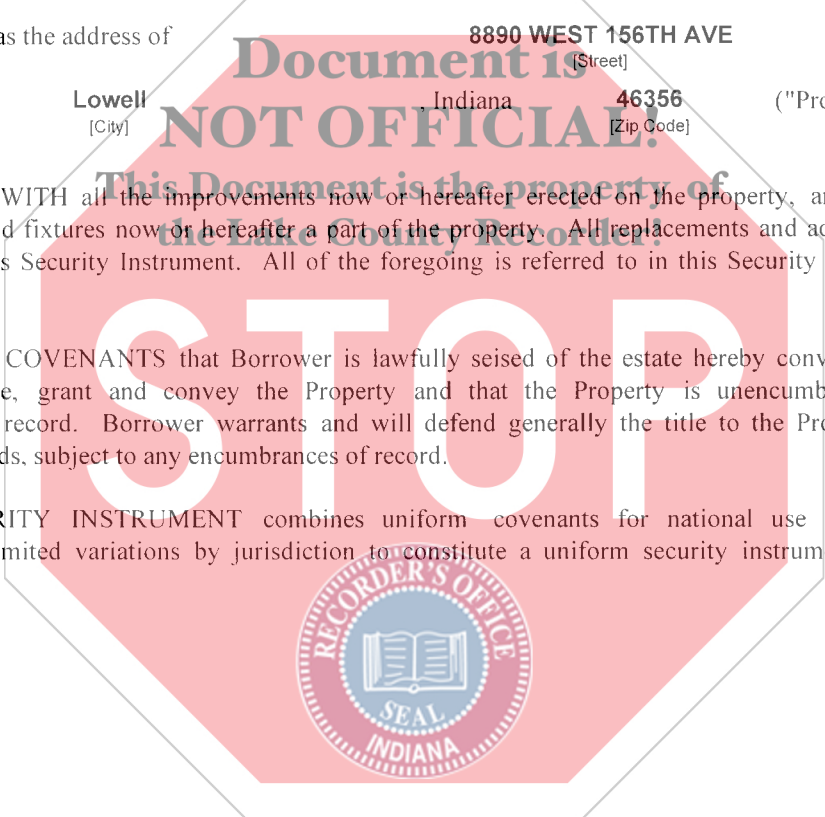 as the address of 8890 WEST 156TH AVE
[Street]
Lowell , Indiana 46356 ("Pro
[City] [Zip Code]
Document is
NOT OFFICIAL!
This Document is the property of
the Lake County Recorder!
WITH all the improvements now or hereafter erected on the property, an
d fixtures now or hereafter a part of the property. All replacements and ad
s Security Instrument. All of the foregoing is referred to in this Security
STOP
COVENANTS that Borrower is lawfully seised of the estate hereby conv
e, grant and convey the Property and that the Property is unencumb
record. Borrower warrants and will defend generally the title to the Pro
ds, subject to any encumbrances of record.
RITY INSTRUMENT combines uniform covenants for national use
mited variations by jurisdiction to constitute a uniform security instrum
RECORDER'S OFFICE
SEAL
INDIANA